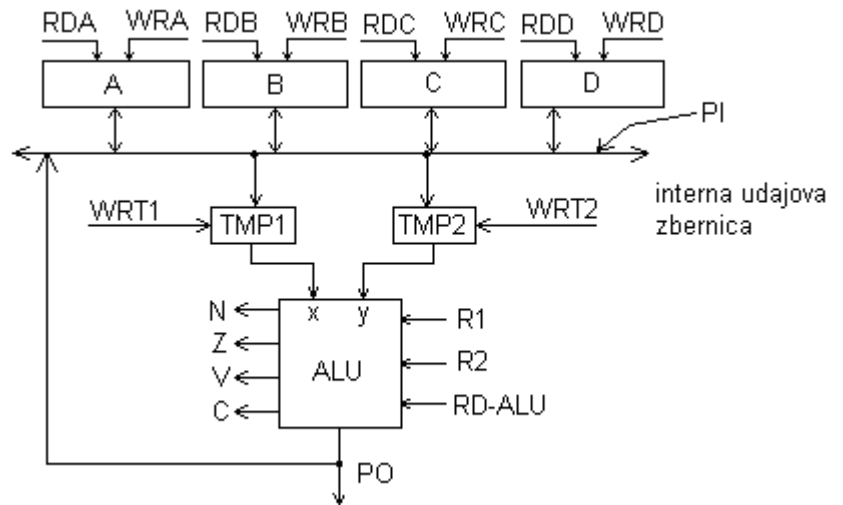 RDA WRA RDB WRB RDC WRC RDD WRD
A B C D
PI
interna udajova
zbernica
WRT1 TMP1 TMP2 WRT2
N x y R1
Z
V ALU R2
C RD-ALU
PO